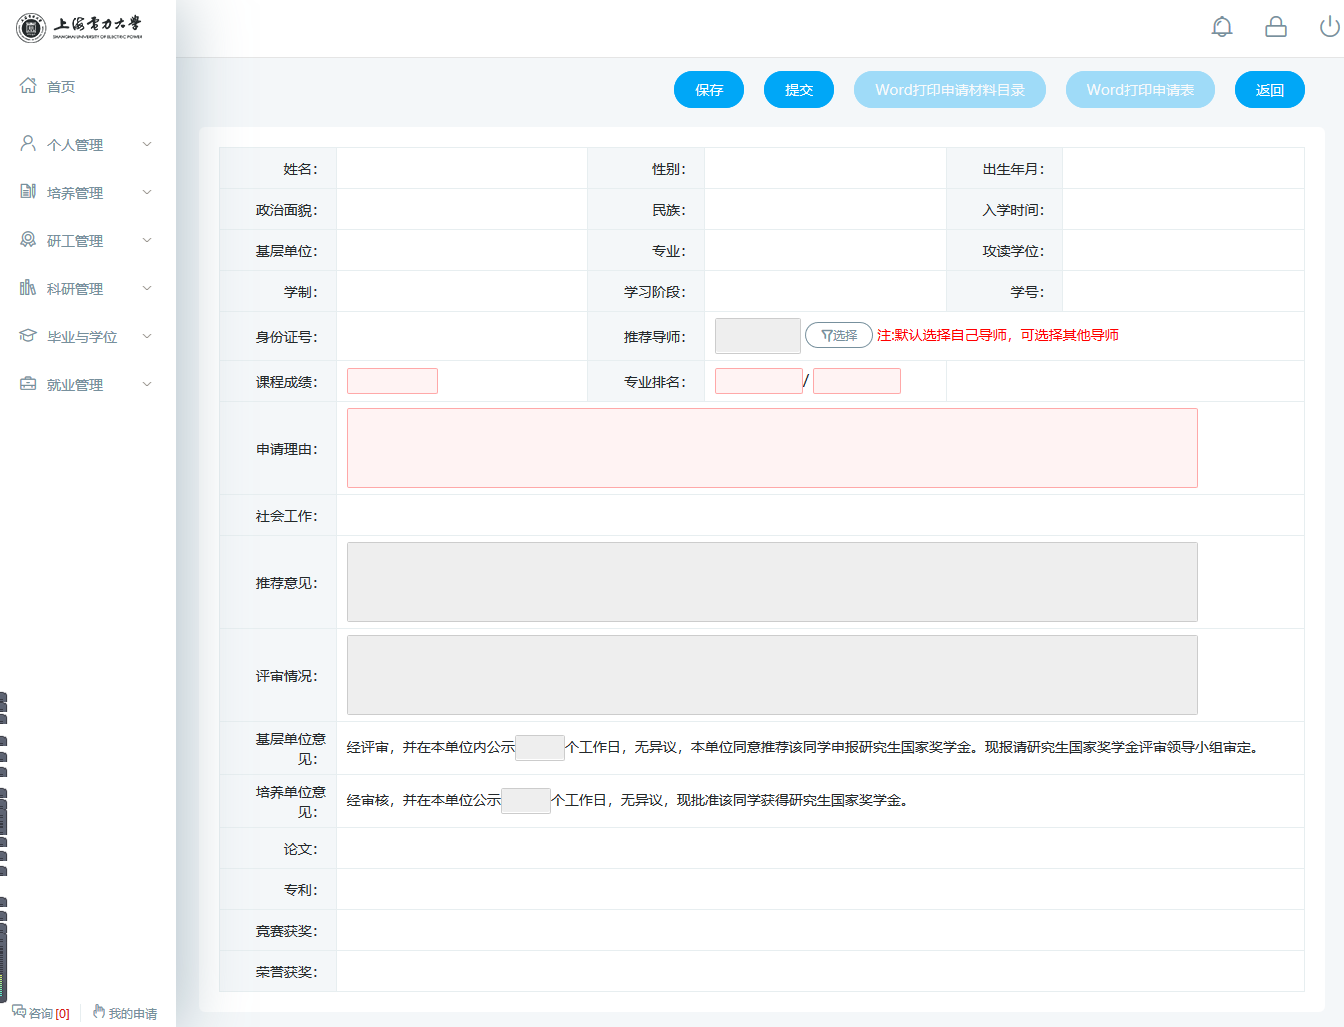 上海电力大学
SHANGHAI UNIVERSITY OF ELECTRIC POWER
首页
个人管理
培养管理
研工管理
科研管理
毕业与学位
就业管理
咨询[0] 我的申请
保存 提交 Word打印申请材料目录 Word打印申请表 返回
姓名： 性别： 出生年月：
政治面貌： 民族： 入学时间：
基层单位： 专业： 攻读学位：
学制： 学习阶段： 学号：
身份证号： 推荐导师： 选择 注:默认选择自己导师，可选择其他导师
课程成绩： 专业排名： /
申请理由：
社会工作：
推荐意见：
评审情况：
基层单位意
见： 经评审，并在本单位内公示 个工作日，无异议，本单位同意推荐该同学申报研究生国家奖学金。现报请研究生国家奖学金评审领导小组审定。
培养单位意
见： 经审核，并在本单位公示 个工作日，无异议，现批准该同学获得研究生国家奖学金。
论文：
专利：
竞赛获奖：
荣誉获奖：